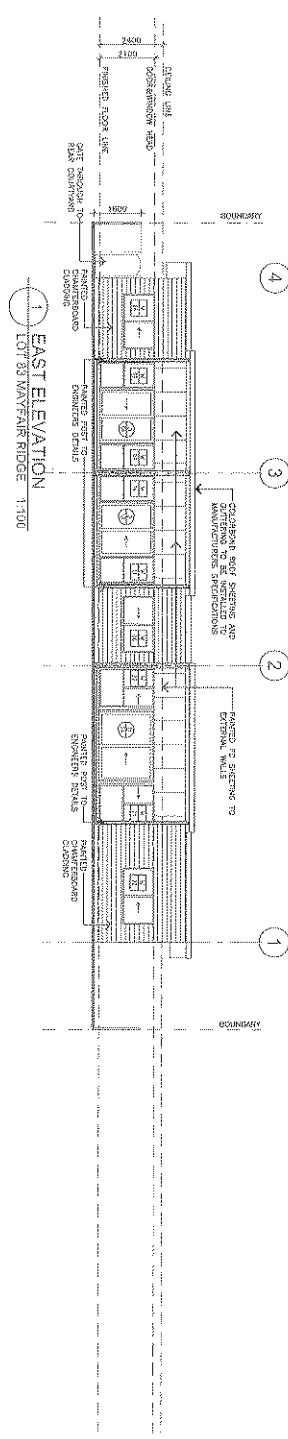 BOUNDARY
4
3
2
1
BOUNDARY
COLORBOND ROOF SHEETING AND
GUTTERING TO BE INSTALLED TO
MANUFACTURERS SPECIFICATIONS
PAINTED FC SHEETING TO
EXTERNAL WALLS
CEILING LINE
DOOR&WINDOW HEAD
2400
2100
FINISHED FLOOR LINE
1800
GATE THROUGH TO
REAR COURTYARD
PAINTED
CHAMFERBOARD
CLADDING
PAINTED POST TO
ENGINEERS DETAILS
PAINTED POST TO
ENGINEERS DETAILS
PAINTED
CHAMFERBOARD
CLADDING
1
EAST ELEVATION
LOT 83 MAYFAIR RIDGE 1:100